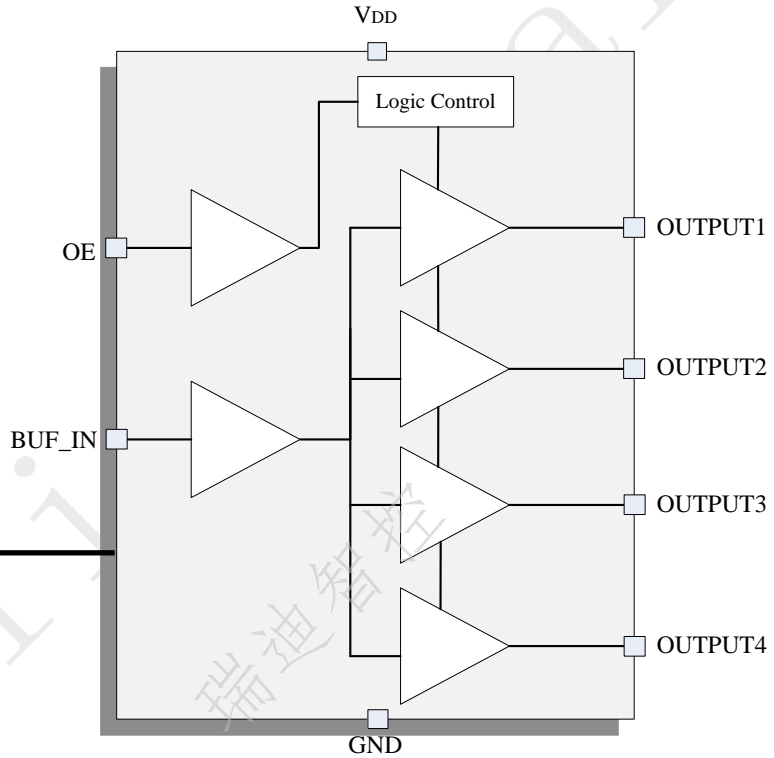 VDD
Logic Control
OE
OUTPUT1
OUTPUT2
BUF_IN
OUTPUT3
瑞迪智控
OUTPUT4
GND